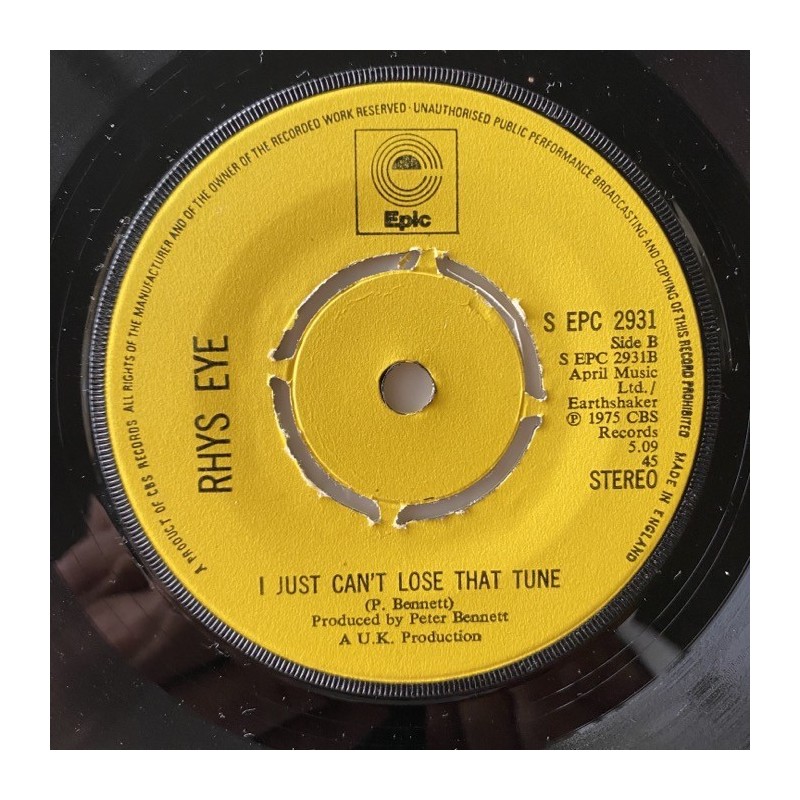 A PRODUCT OF CBS RECORDS ALL RIGHTS OF THE MANUFACTURER AND OF THE OWNER OF THE RECORDED WORK RESERVED · UNAUTHORISED PUBLIC PERFORMANCE BROADCASTING AND COPYING OF THIS RECORD PROHIBITED MADE IN ENGLAND
Epic
RHYS EYE
S EPC 2931
Side B
S EPC 2931B
April Music
Ltd./
Earthshaker
℗ 1975 CBS
Records
5.09
45
STEREO
I JUST CAN'T LOSE THAT TUNE
(P. Bennett)
Produced by Peter Bennett
A U.K. Production